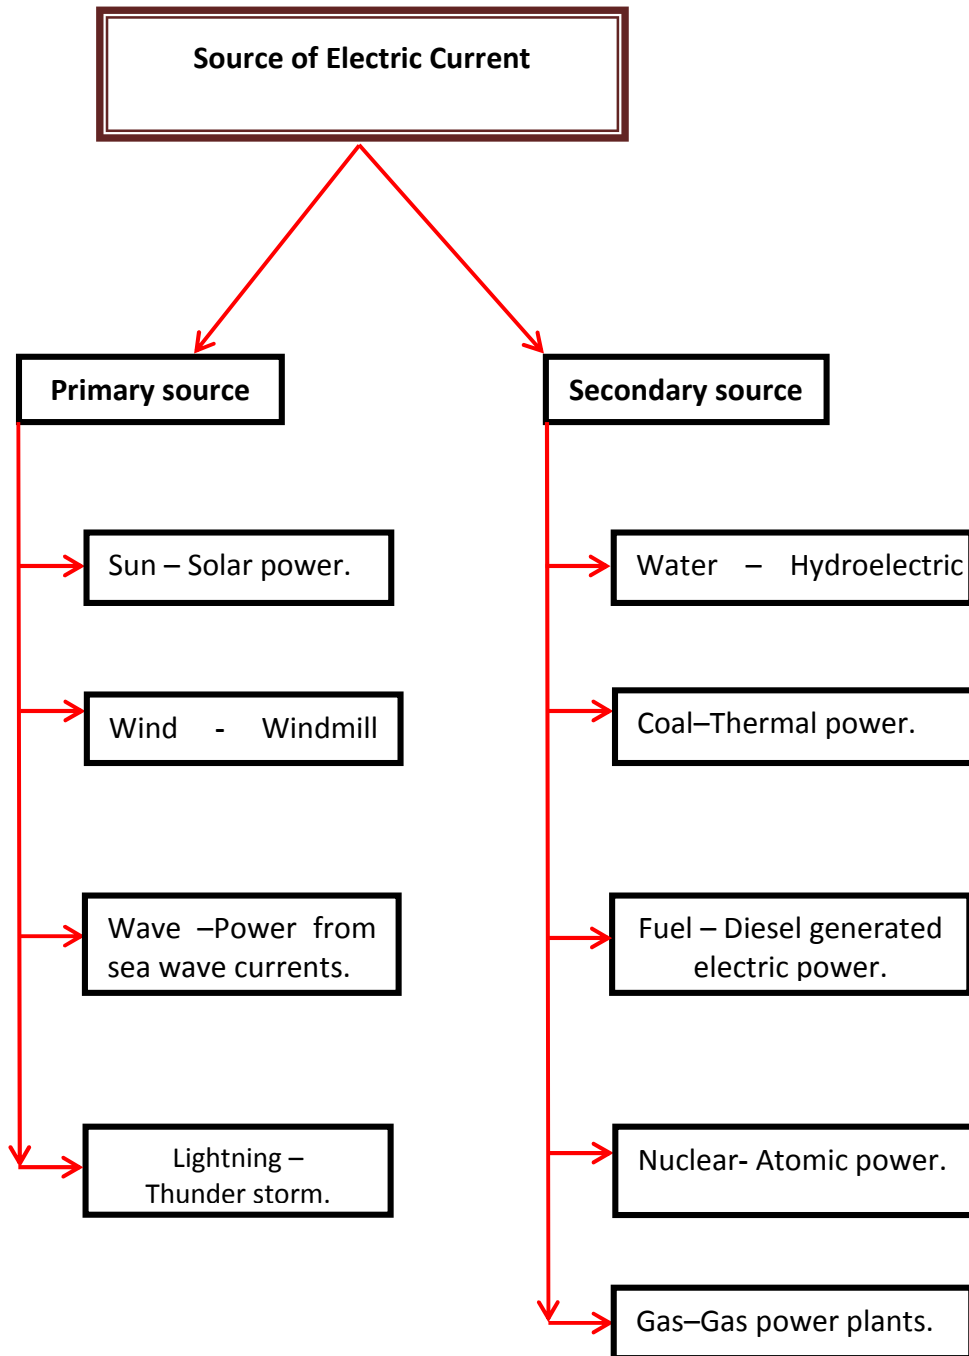 Source of Electric Current
Primary source
Secondary source
Sun – Solar power.
Wind - Windmill
Wave –Power from
sea wave currents.
Lightning –
Thunder storm.
Water – Hydroelectric
Coal–Thermal power.
Fuel – Diesel generated
electric power.
Nuclear- Atomic power.
Gas–Gas power plants.